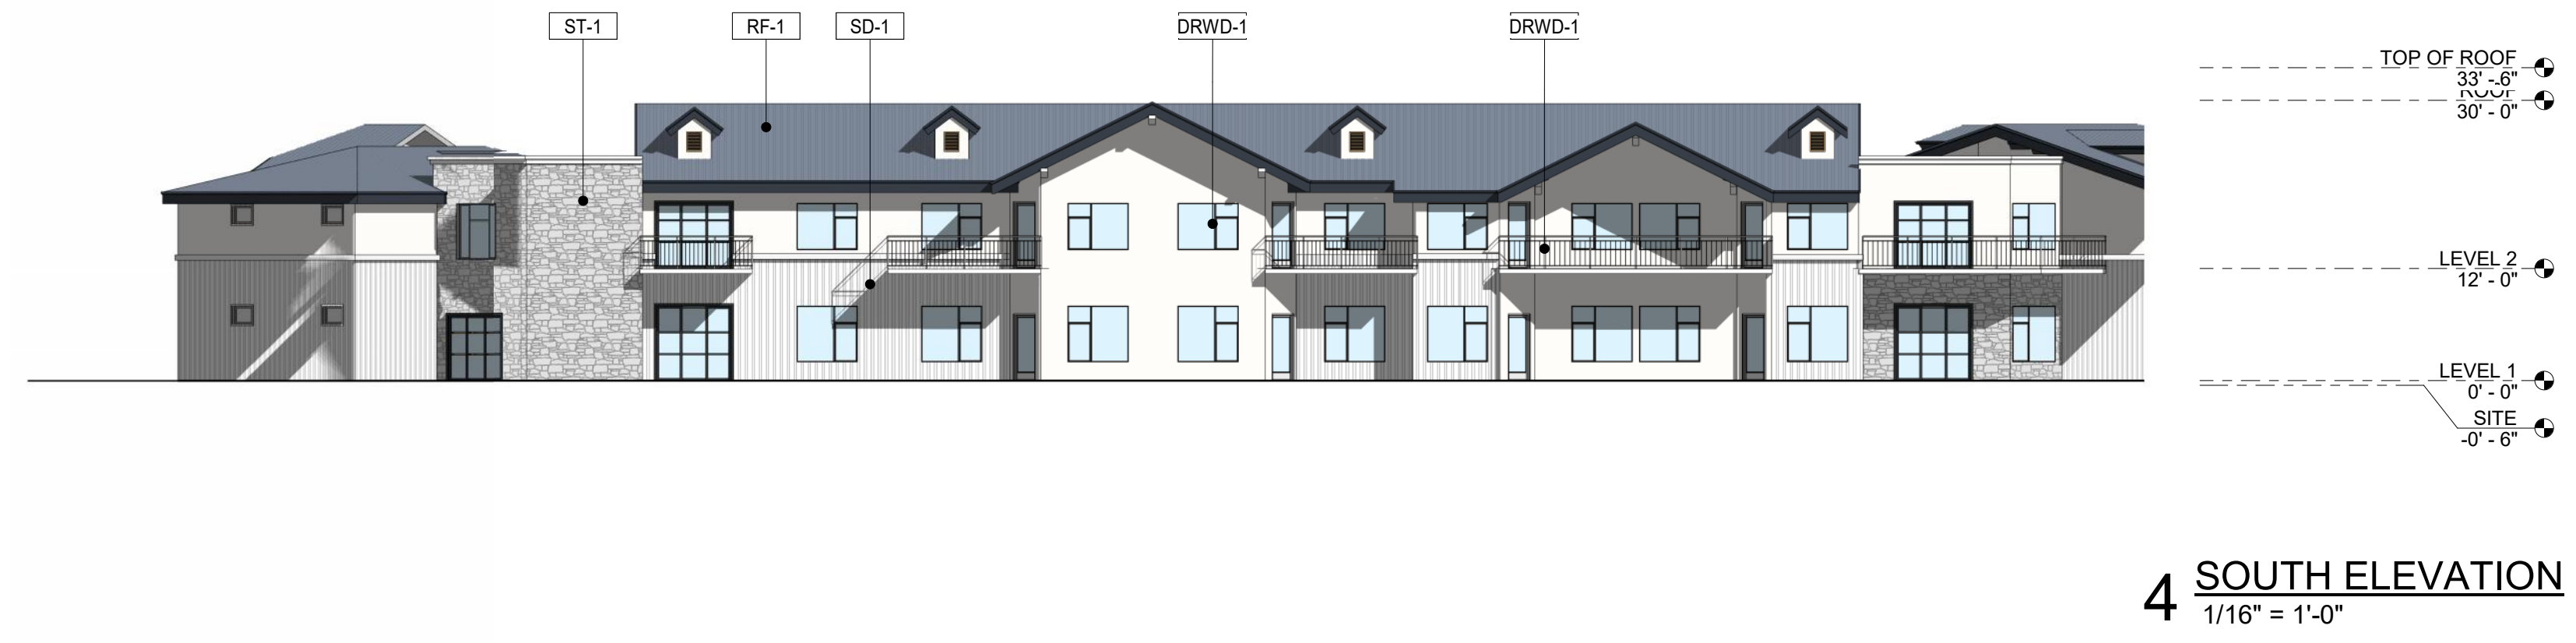 ST-1
RF-1
SD-1
DRWD-1
DRWD-1
TOP OF ROOF
33' - 6"
ROOF
30' - 0"
LEVEL 2
12' - 0"
LEVEL 1
0' - 0"
SITE
-0' - 6"
4 SOUTH ELEVATION
1/16" = 1'-0"